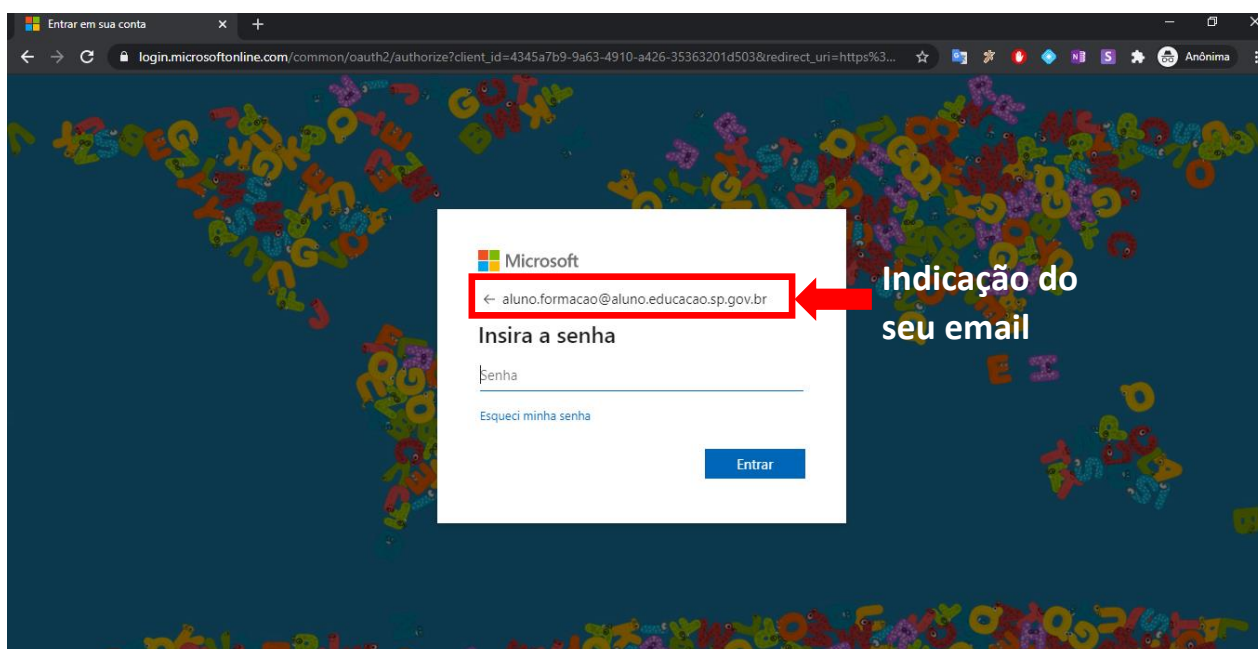 Entrar em sua conta
login.microsoftonline.com/common/oauth2/authorize?client_id=4345a7b9-9a63-4910-a426-35363201d503&redirect_uri=https%3...
Anônima
Microsoft
← aluno.formacao@aluno.educacao.sp.gov.br
Indicação do
seu email
Insira a senha
Senha
Esqueci minha senha
Entrar